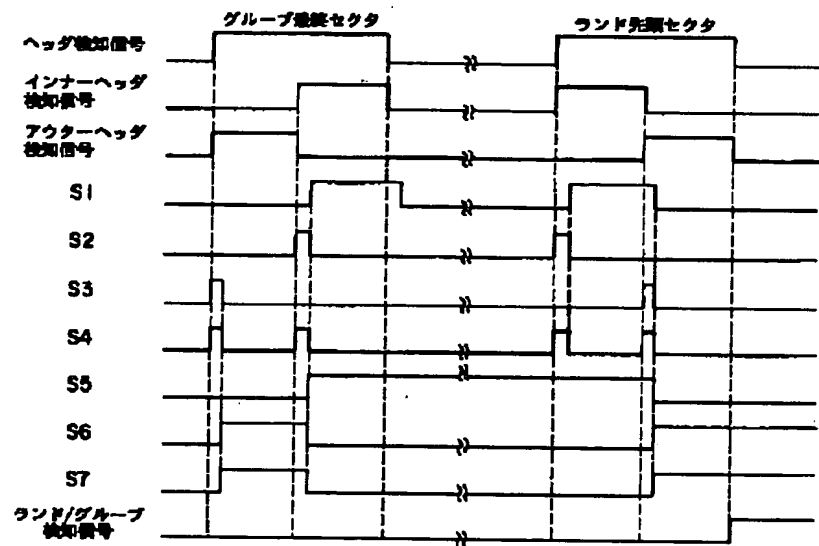 グルーブ最終セクタ
ランド先頭セクタ
ヘッダ検知信号
インナーヘッダ
検知信号
アウターヘッダ
検知信号
S1
S2
S3
S4
S5
S6
S7
ランド/グルーブ
検知信号